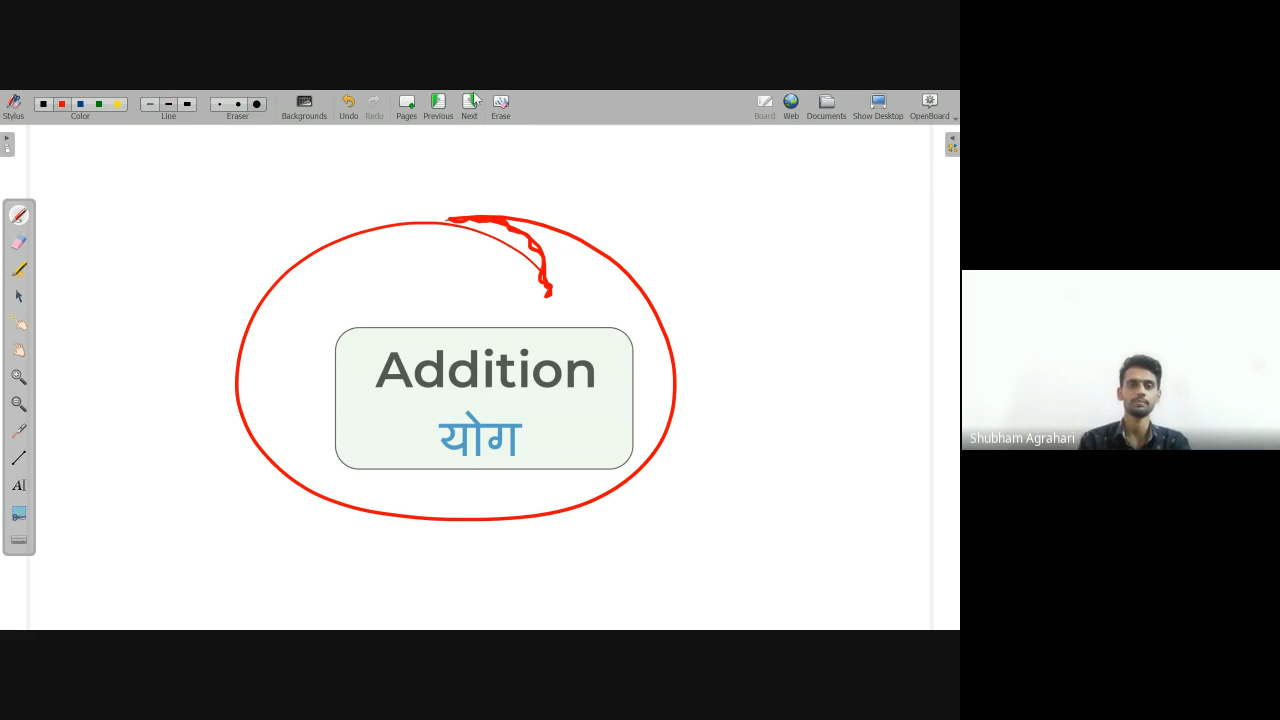 Stylus
Color
Line
Eraser
Backgrounds
Undo
Redo
Pages
Previous
Next
Erase
Board
Web
Documents
Show Desktop
OpenBoard
Addition
योग
Shubham Agrahari